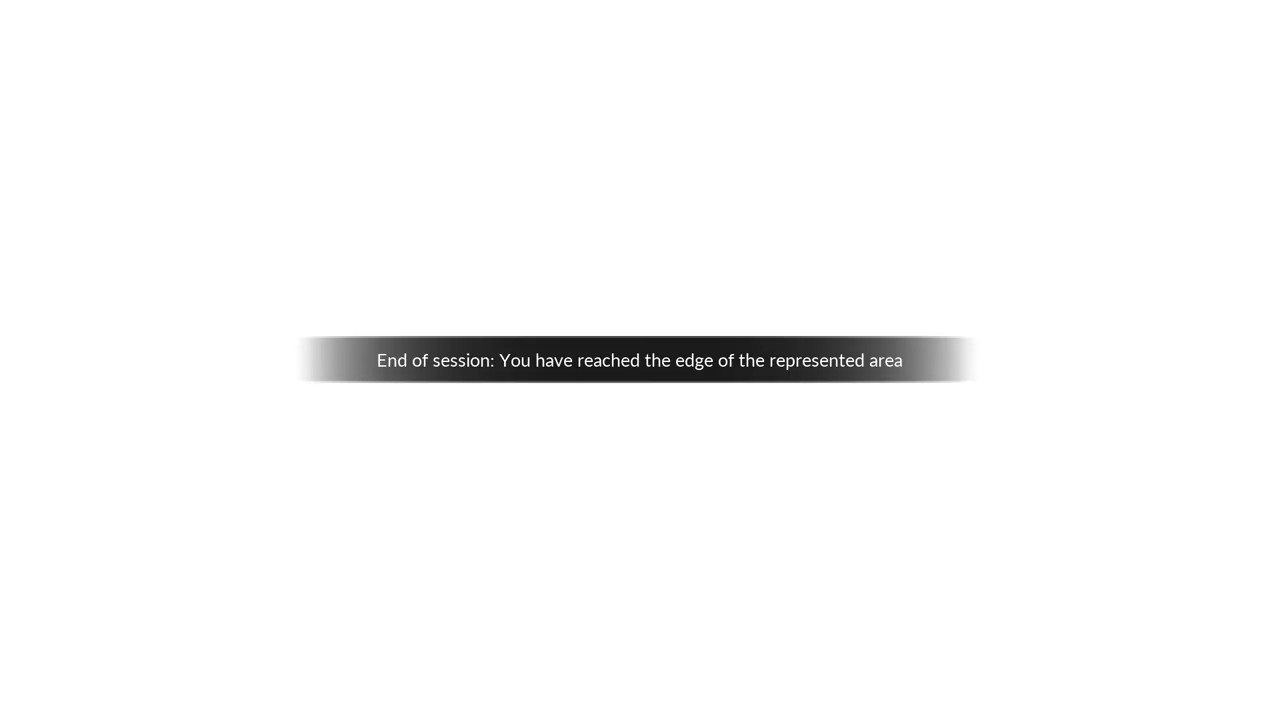 End of session: You have reached the edge of the represented area